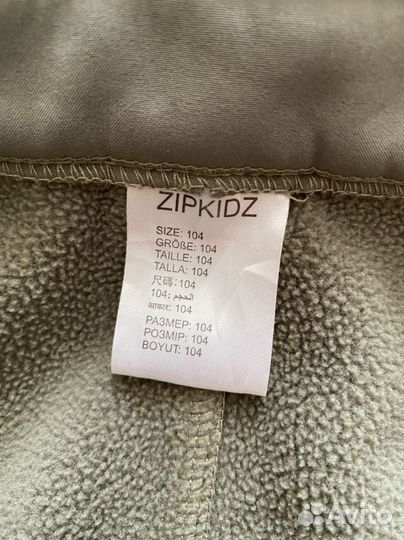 ZIPKIDZ
SIZE: 104
GRÖßE: 104
TAILLE: 104
TALLA: 104
尺碼: 104
الحجم: 104
आकार: 104
РАЗМЕР: 104
РОЗМІР: 104
BOYUT: 104
Avito